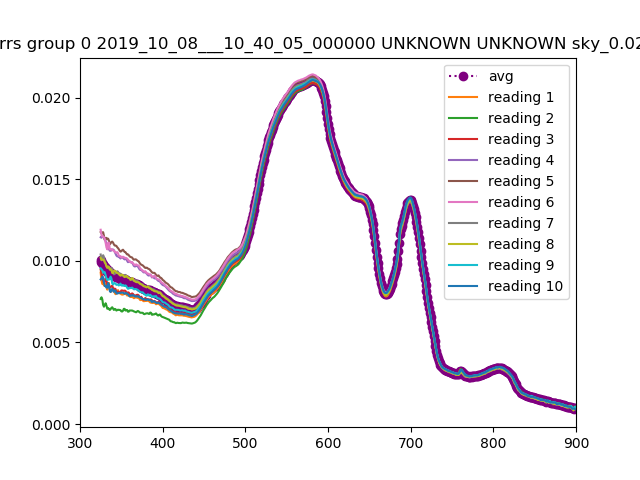 rrs group 0 2019_10_08___10_40_05_000000 UNKNOWN UNKNOWN sky_0.02
avg
reading 1
reading 2
reading 3
reading 4
reading 5
reading 6
reading 7
reading 8
reading 9
reading 10
0.020
0.015
0.010
0.005
0.000
300 400 500 600 700 800 900